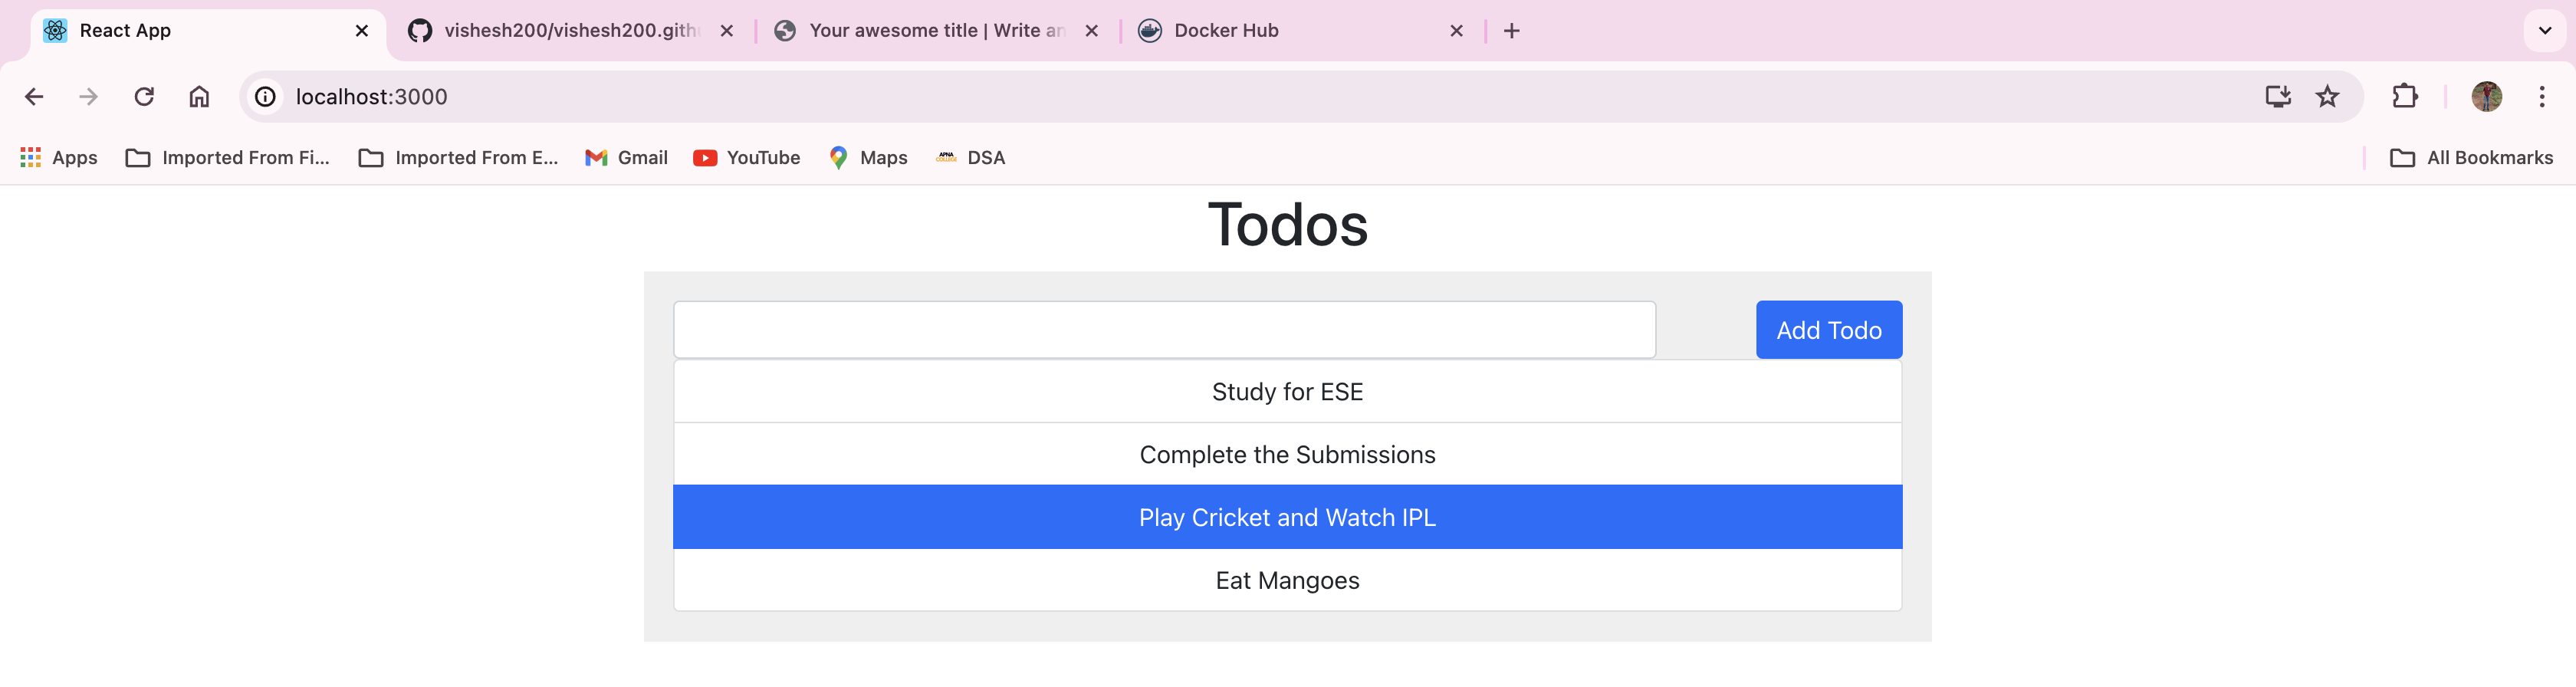 React App
vishesh200/vishesh200.gith
Your awesome title | Write an
Docker Hub
localhost:3000
Apps
Imported From Fi...
Imported From E...
Gmail
YouTube
Maps
APNA COLLEGE
DSA
All Bookmarks
Todos
Add Todo
Study for ESE
Complete the Submissions
Play Cricket and Watch IPL
Eat Mangoes